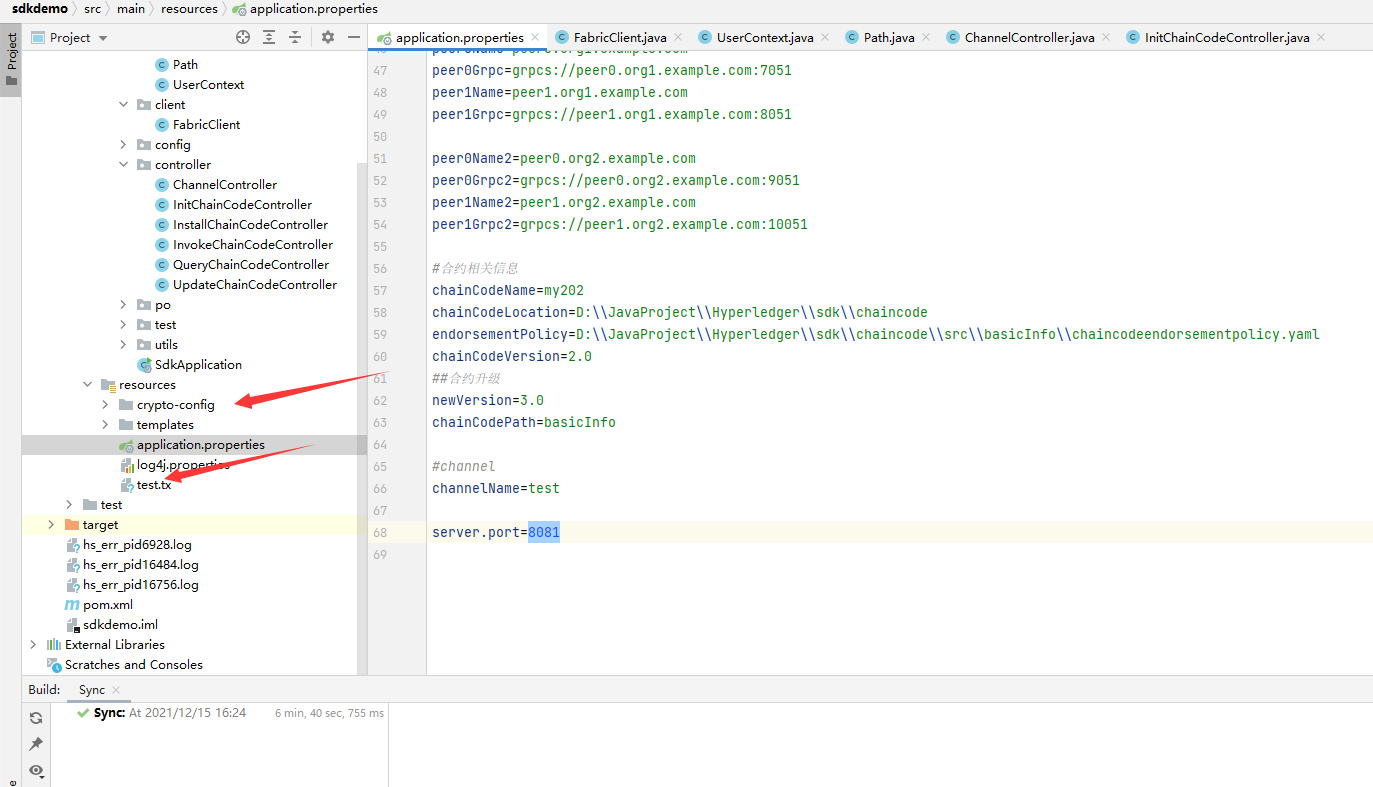 sdkdemo src main resources application.properties
Project
Project
application.properties FabricClient.java UserContext.java Path.java ChannelController.java InitChainCodeController.java
Path
UserContext
client
FabricClient
config
controller
ChannelController
InitChainCodeController
InstallChainCodeController
InvokeChainCodeController
QueryChainCodeController
UpdateChainCodeController
po
test
utils
SdkApplication
resources
crypto-config
templates
application.properties
log4j.properties
test.tx
test
target
hs_err_pid6928.log
hs_err_pid16484.log
hs_err_pid16756.log
pom.xml
sdkdemo.iml
External Libraries
Scratches and Consoles
47 peer0Grpc=grpcs://peer0.org1.example.com:7051
48 peer1Name=peer1.org1.example.com
49 peer1Grpc=grpcs://peer1.org1.example.com:8051
50
51 peer0Name2=peer0.org2.example.com
52 peer0Grpc2=grpcs://peer0.org2.example.com:9051
53 peer1Name2=peer1.org2.example.com
54 peer1Grpc2=grpcs://peer1.org2.example.com:10051
55
56 #合约相关信息
57 chainCodeName=my202
58 chainCodeLocation=D:\\JavaProject\\Hyperledger\\sdk\\chaincode
59 endorsementPolicy=D:\\JavaProject\\Hyperledger\\sdk\\chaincode\\src\\basicInfo\\chaincodeendorsementpolicy.yaml
60 chainCodeVersion=2.0
61 ##合约升级
62 newVersion=3.0
63 chainCodePath=basicInfo
64
65 #channel
66 channelName=test
67
68 server.port=8081
69
Build: Sync
Sync: At 2021/12/15 16:24 6 min, 40 sec, 755 ms